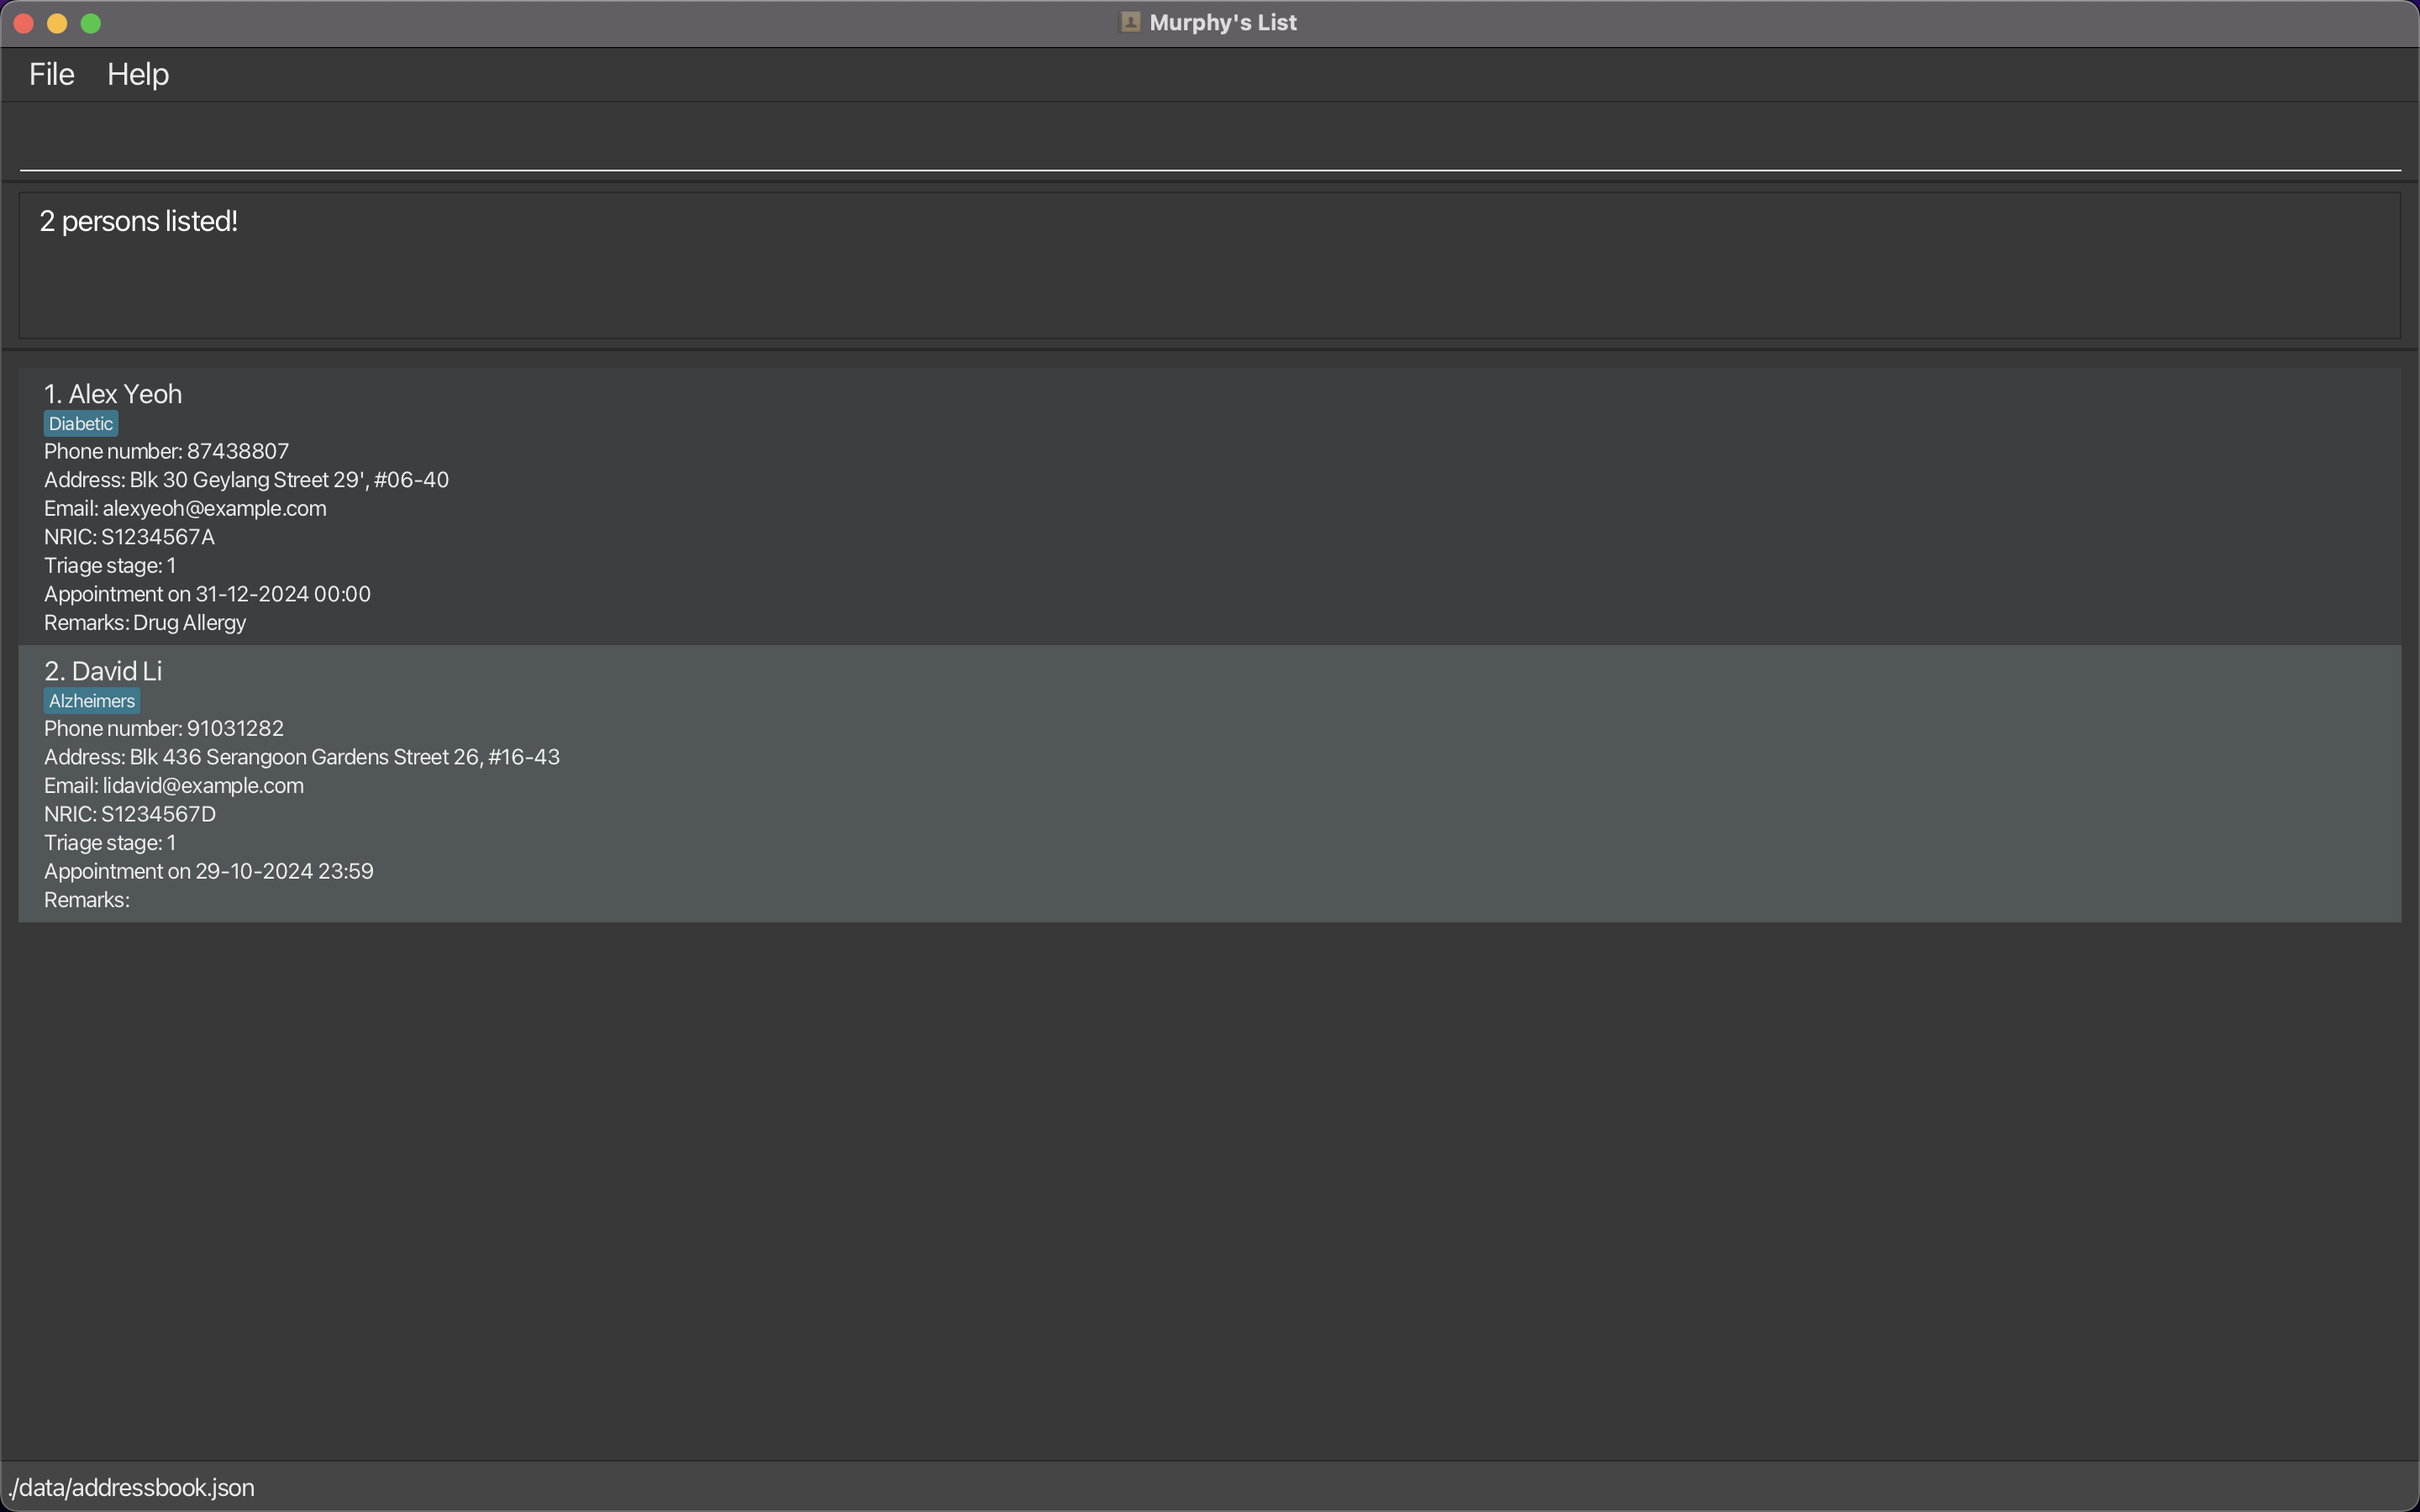 Murphy's List
File Help
2 persons listed!
1. Alex Yeoh
Diabetic
Phone number: 87438807
Address: Blk 30 Geylang Street 29', #06-40
Email: alexyeoh@example.com
NRIC: S1234567A
Triage stage: 1
Appointment on 31-12-2024 00:00
Remarks: Drug Allergy
2. David Li
Alzheimers
Phone number: 91031282
Address: Blk 436 Serangoon Gardens Street 26, #16-43
Email: lidavid@example.com
NRIC: S1234567D
Triage stage: 1
Appointment on 29-10-2024 23:59
Remarks:
./data/addressbook.json